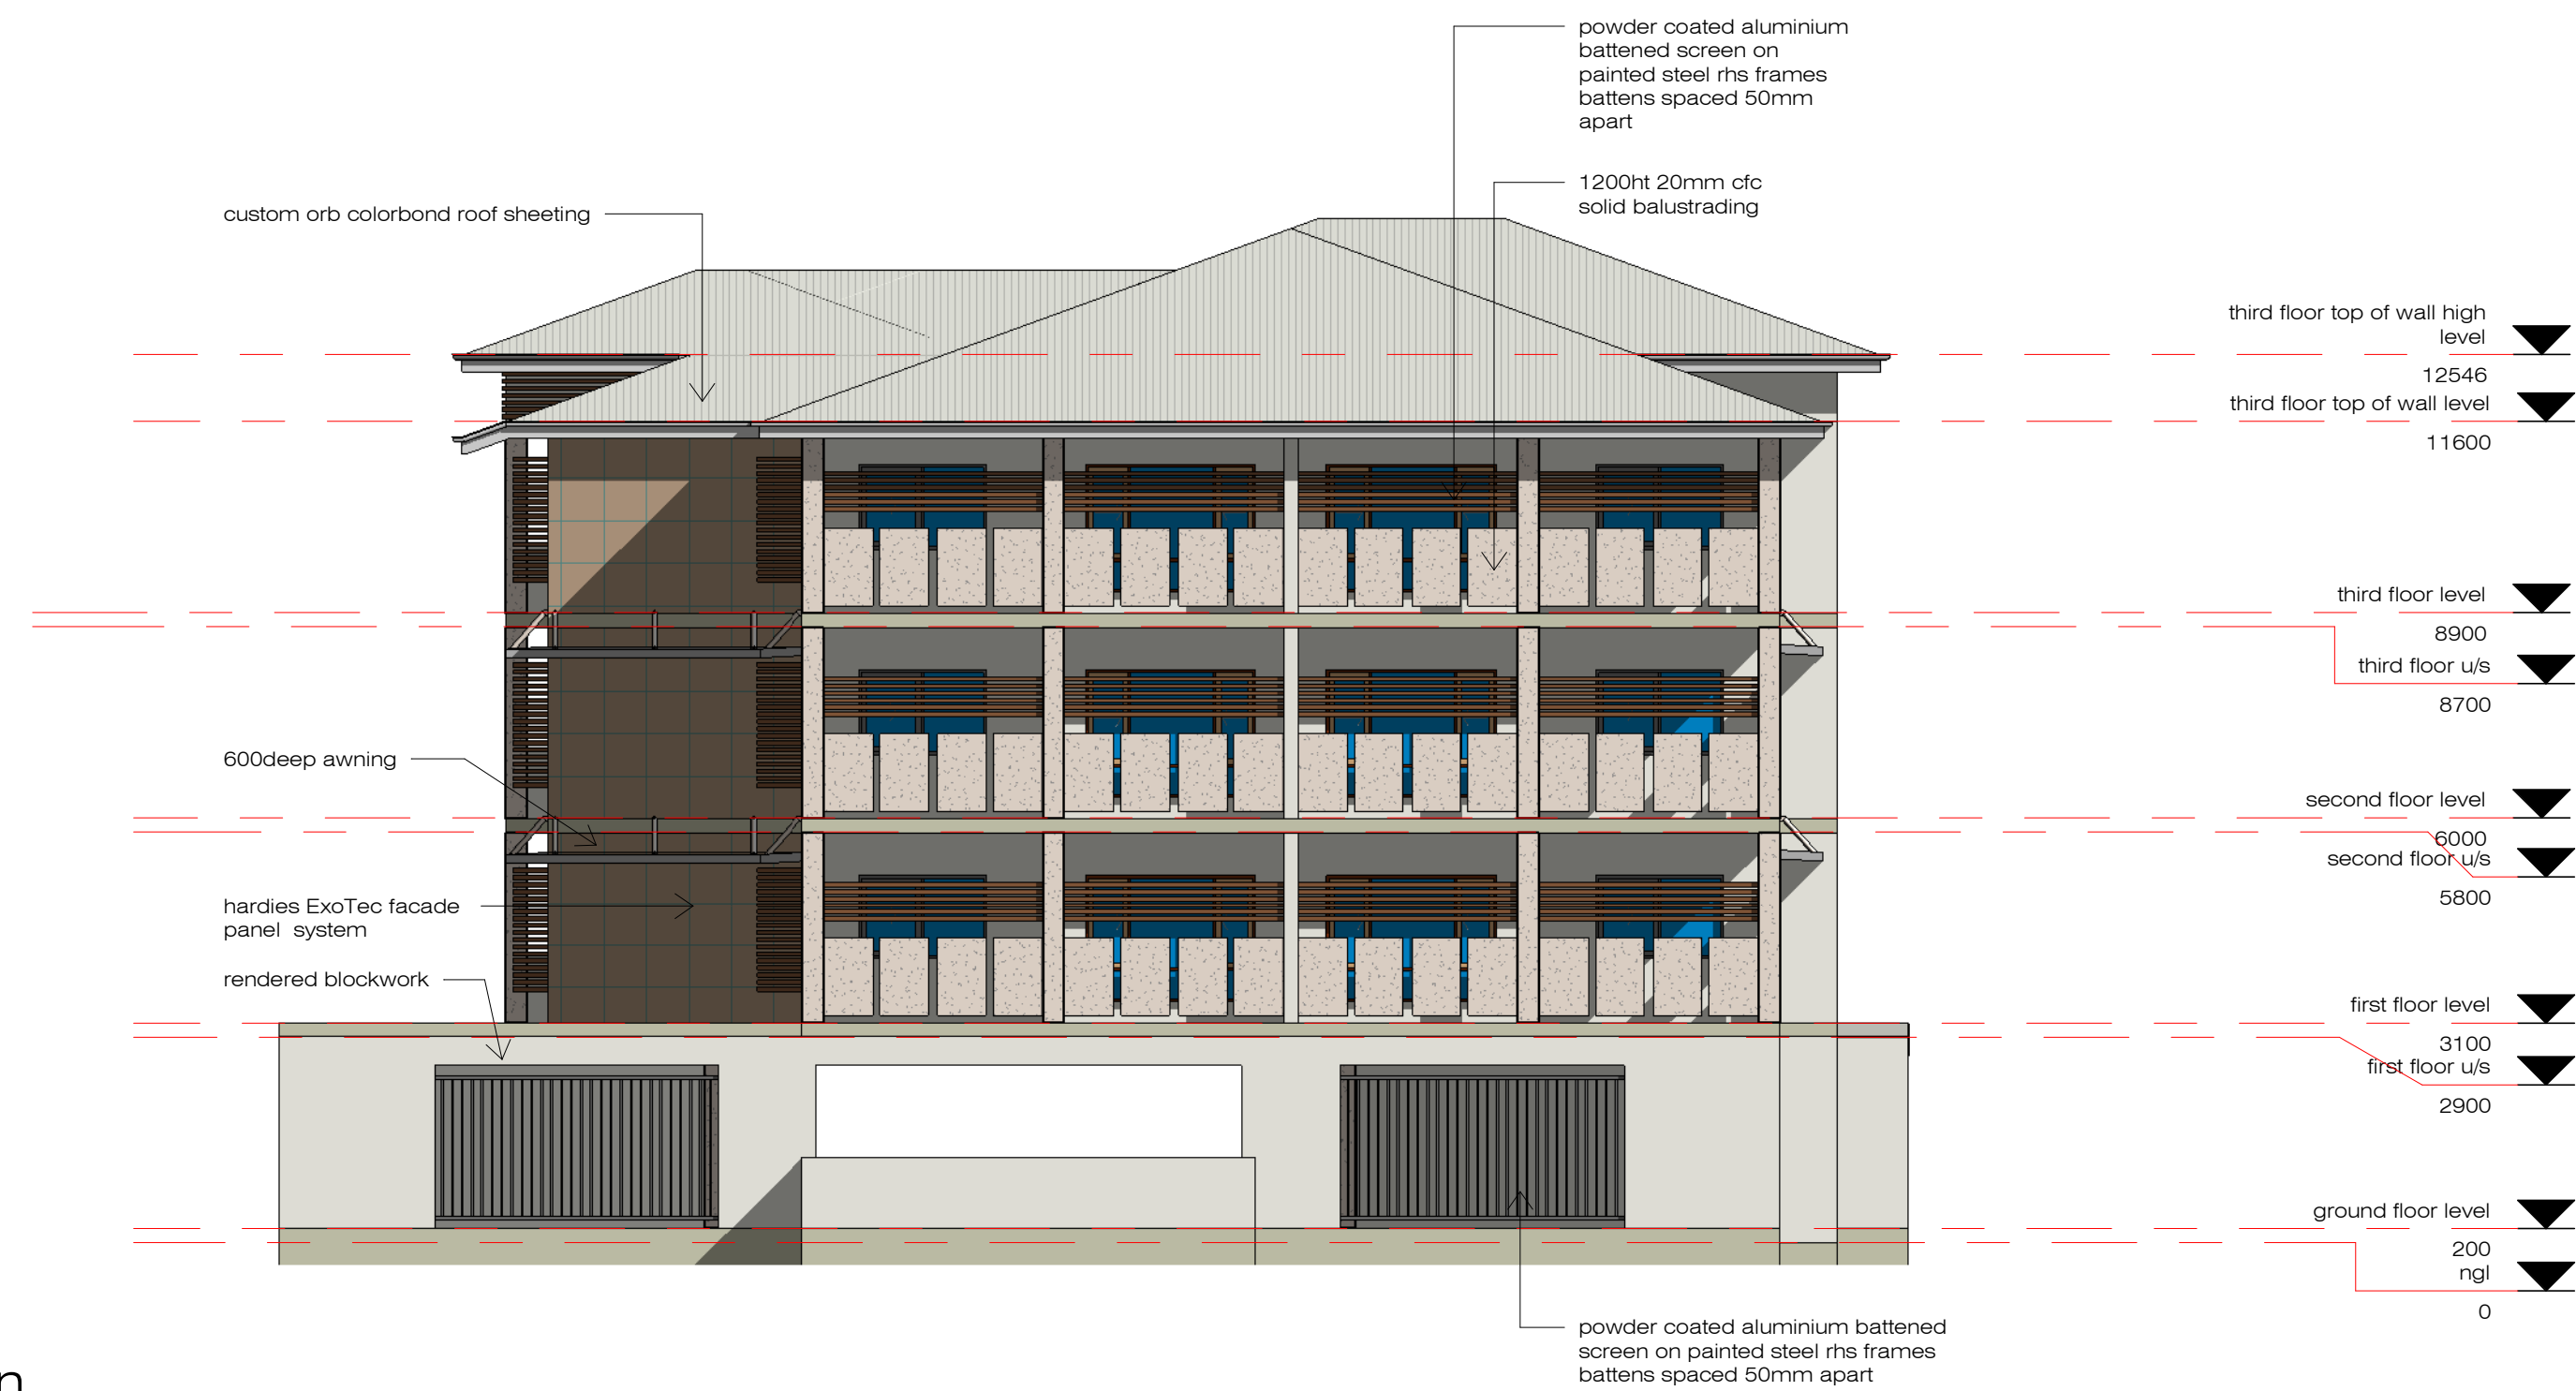 powder coated aluminium
battened screen on
painted steel rhs frames
battens spaced 50mm
apart
1200ht 20mm cfc
solid balustrading
custom orb colorbond roof sheeting
third floor top of wall high
level
12546
third floor top of wall level
11600
third floor level
8900
third floor u/s
8700
600deep awning
second floor level
6000
second floor u/s
5800
hardies ExoTec facade
panel system
rendered blockwork
first floor level
3100
first floor u/s
2900
ground floor level
200
ngl
0
powder coated aluminium battened
screen on painted steel rhs frames
battens spaced 50mm apart
n